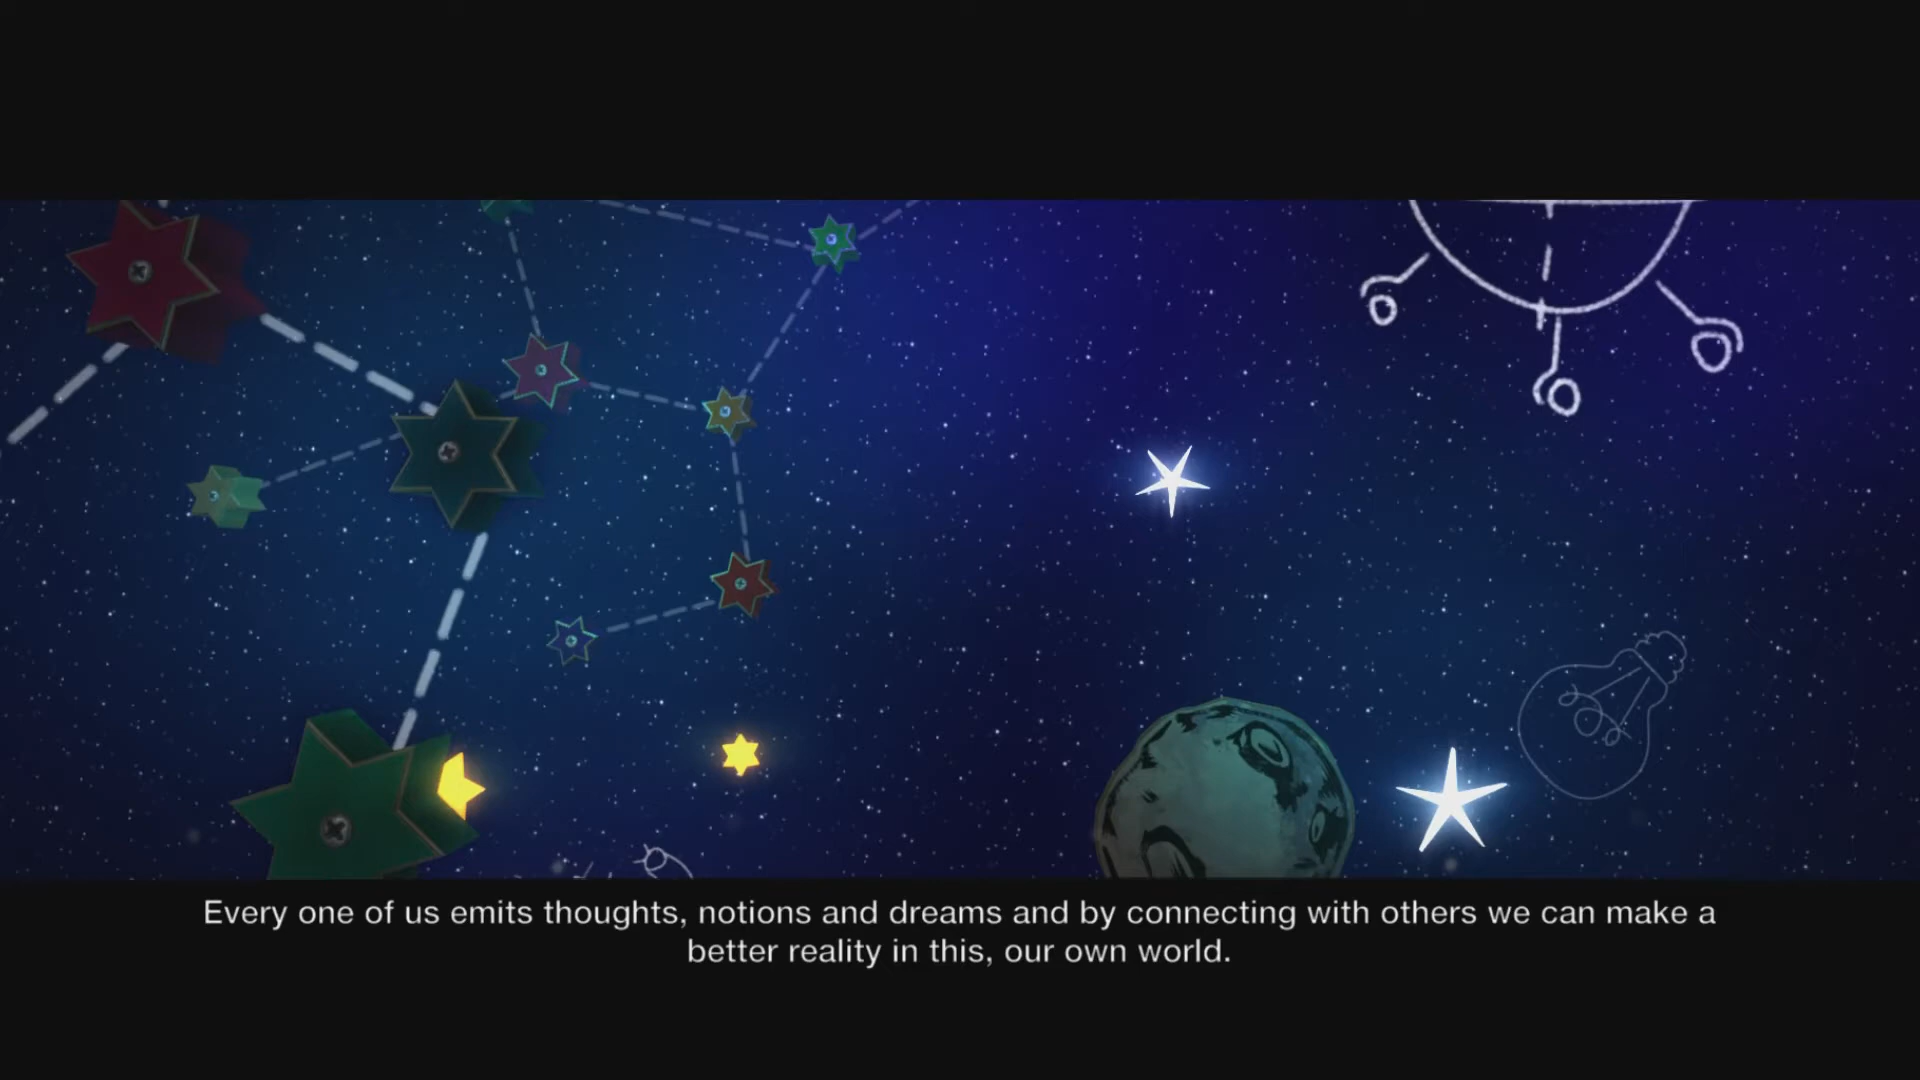 Every one of us emits thoughts, notions and dreams and by connecting with others we can make a
better reality in this, our own world.